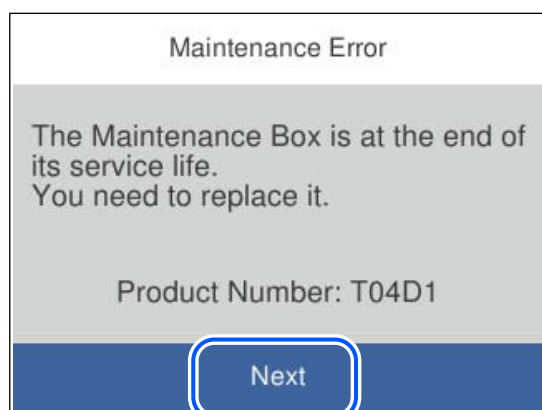 Maintenance Error
The Maintenance Box is at the end of
its service life.
You need to replace it.
Product Number: T04D1
Next